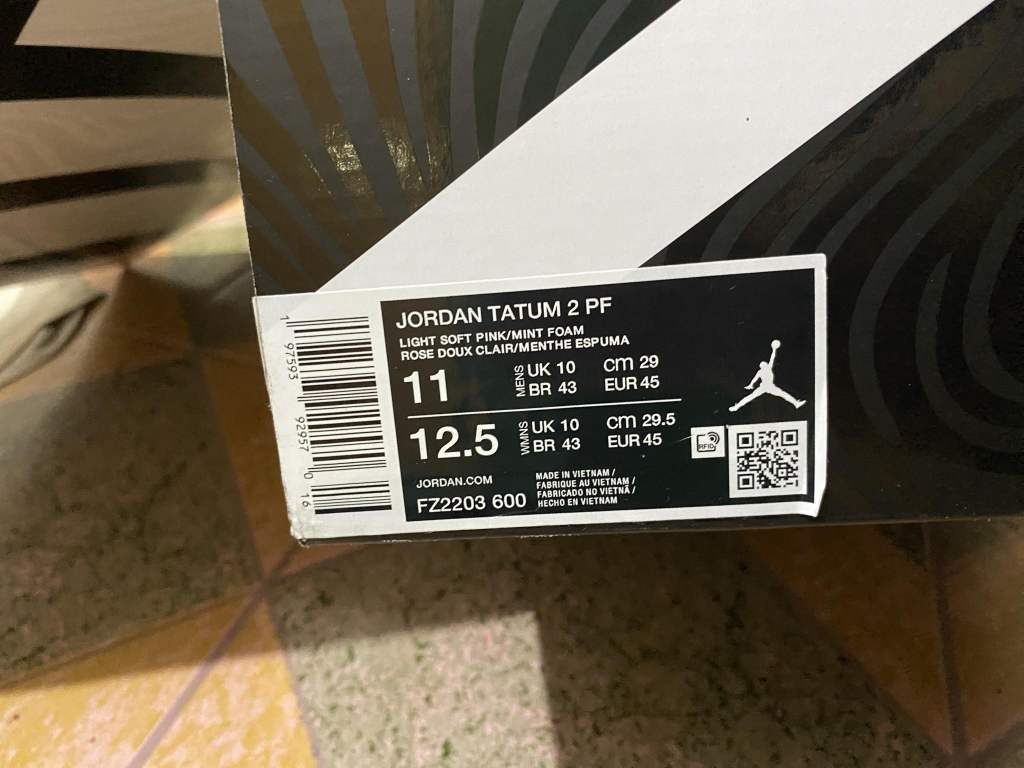 JORDAN TATUM 2 PF
LIGHT SOFT PINK/MINT FOAM
ROSE DOUX CLAIR/MENTHE ESPUMA
11 MENS UK 10 CM 29
BR 43 EUR 45
12.5 WMNS UK 10 CM 29.5
BR 43 EUR 45
RFID
JORDAN.COM
FZ2203 600
MADE IN VIETNAM /
FABRIQUE AU VIETNAM /
FABRICADO NO VIETNÃ /
HECHO EN VIETNAM
1 97593 92957 0 16